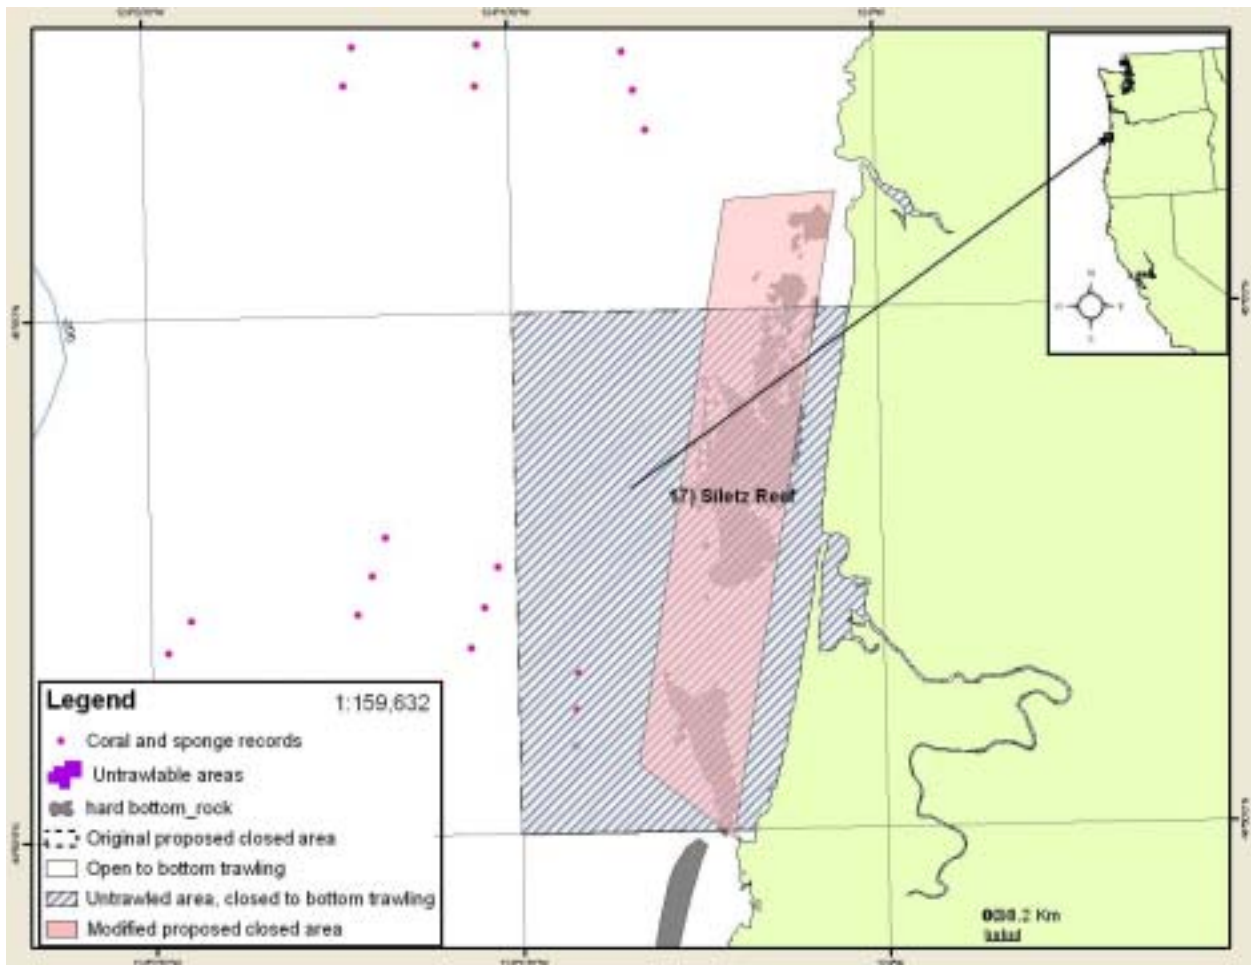 17) Siletz Reef
Legend
1:159,632
Coral and sponge records
Untrawlable areas
hard bottom_rock
Original proposed closed area
Open to bottom trawling
Untrawled area, closed to bottom trawling
Modified proposed closed area
Km